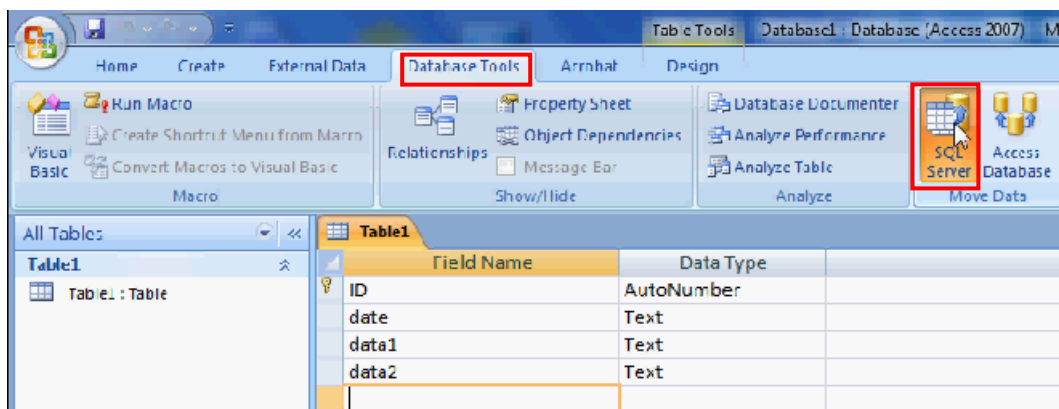 Table Tools Database1 : Database (Access 2007) M
Home Create External Data Database Tools Acrobat Design
Run Macro
Create Shortcut Menu from Macro
Convert Macros to Visual Basic
Visual
Basic
Macro
Relationships
Property Sheet
Object Dependencies
Message Bar
Show/Hide
Database Documenter
Analyze Performance
Analyze Table
Analyze
SQL
Server
Access
Database
Move Data
All Tables
Table1
Table1 : Table
Table1
Field Name Data Type
ID AutoNumber
date Text
data1 Text
data2 Text